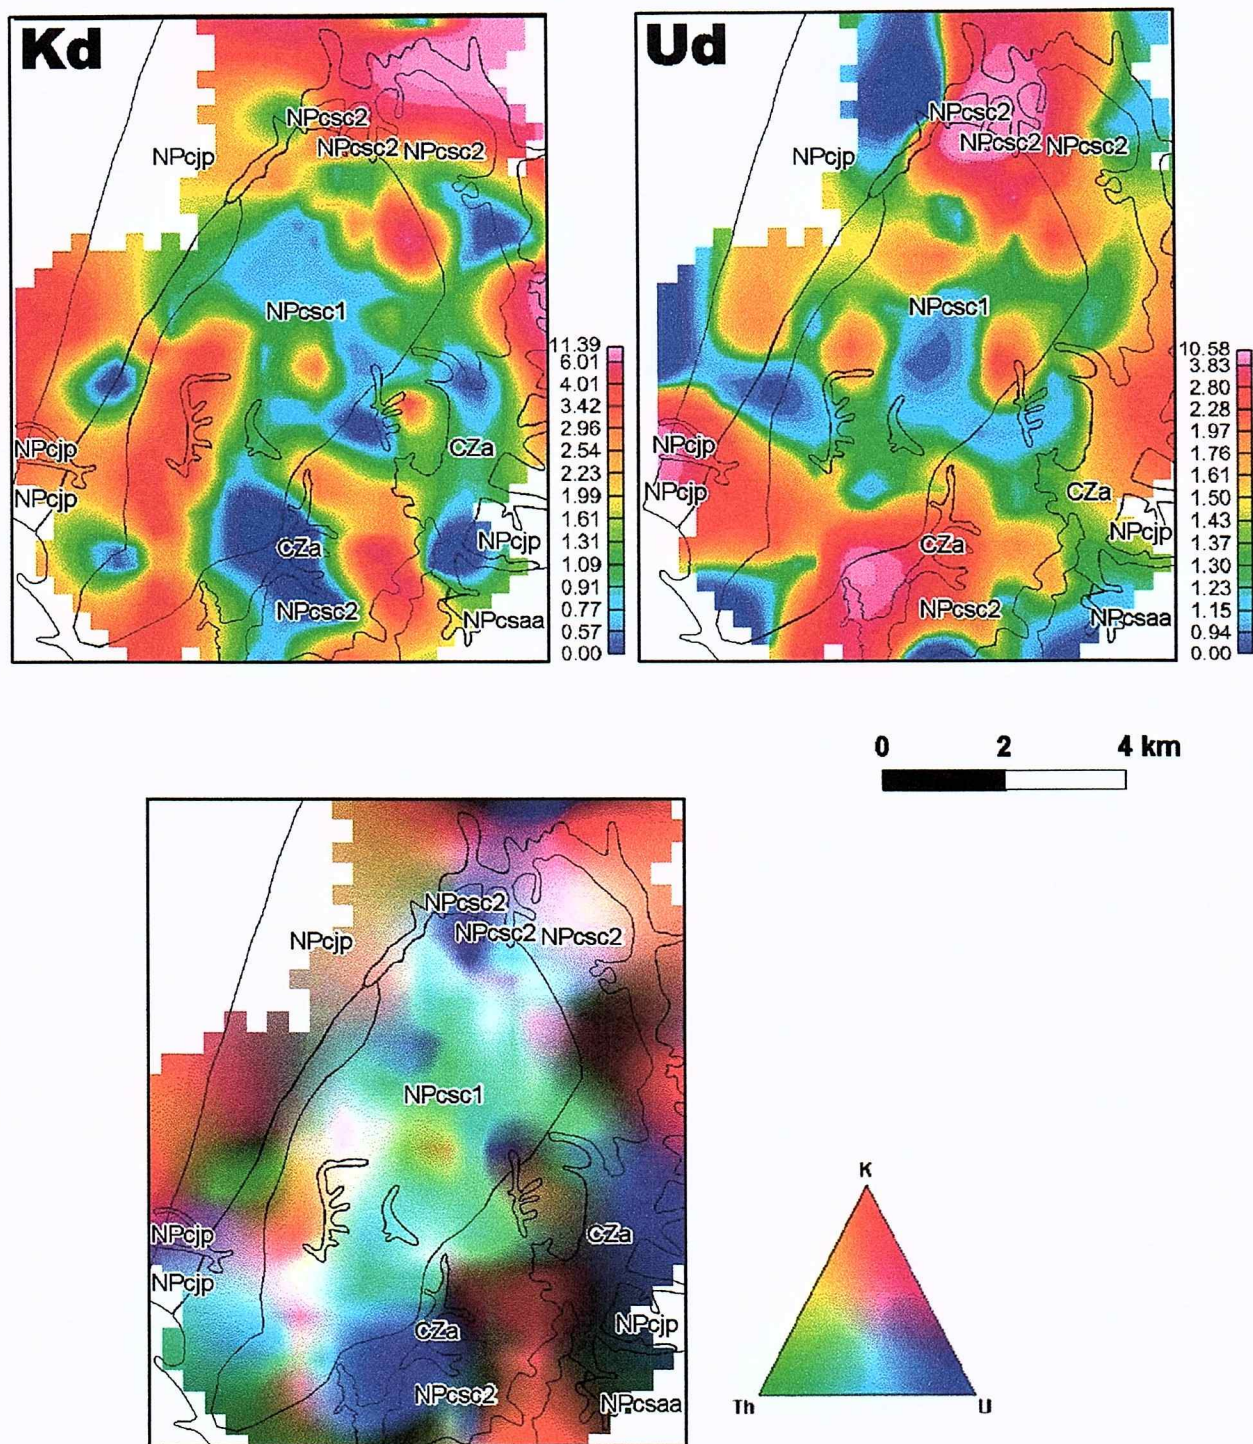 Kd
NPcsc2
NPcsc2
NPcsc2
NPcjp
NPcsc1
NPcjp
NPcjp
CZa
CZa
NPcjp
NPcsc2
NPcsaa
11.39
6.01
4.01
3.42
2.96
2.54
2.23
1.99
1.61
1.31
1.09
0.91
0.77
0.57
0.00
Ud
NPcsc2
NPcsc2
NPcsc2
NPcjp
NPcsc1
NPcjp
NPcjp
CZa
CZa
NPcjp
NPcsc2
NPcsaa
10.58
3.83
2.80
2.28
1.97
1.76
1.61
1.50
1.43
1.37
1.30
1.23
1.15
0.94
0.00
0 2 4 km
NPcsc2
NPcsc2
NPcsc2
NPcjp
NPcsc1
NPcjp
NPcjp
CZa
CZa
NPcjp
NPcsc2
NPcsaa
K
Th
U